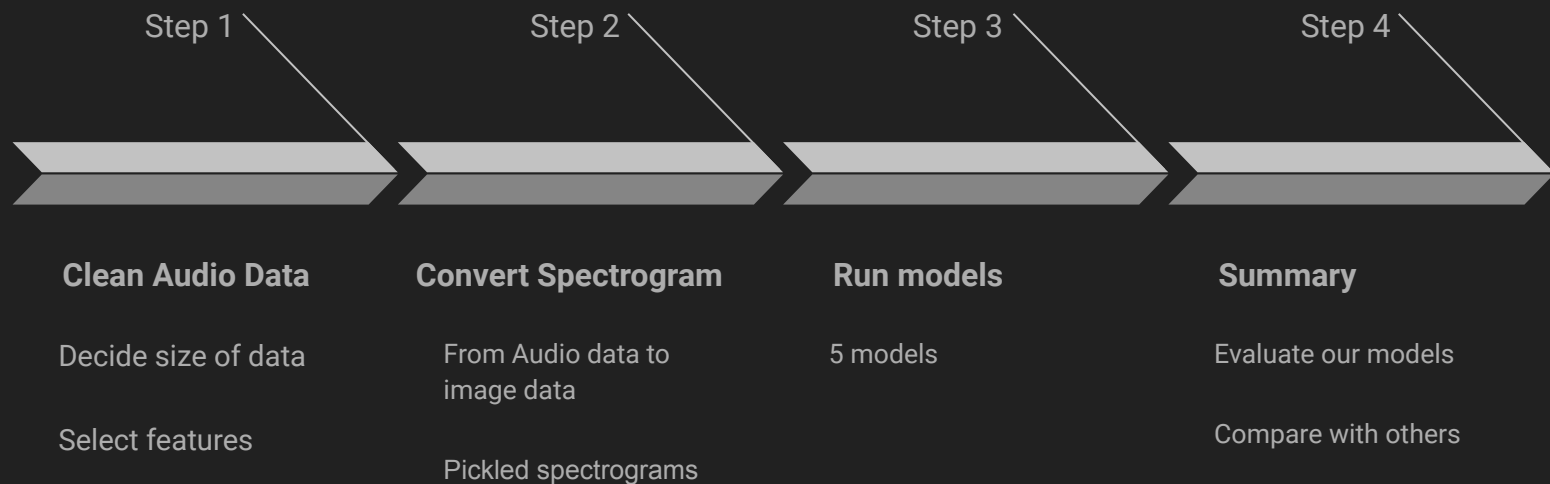 Step 1
Step 2
Step 3
Step 4
Clean Audio Data
Decide size of data
Select features
Convert Spectrogram
From Audio data to
image data
Pickled spectrograms
Run models
5 models
Summary
Evaluate our models
Compare with others